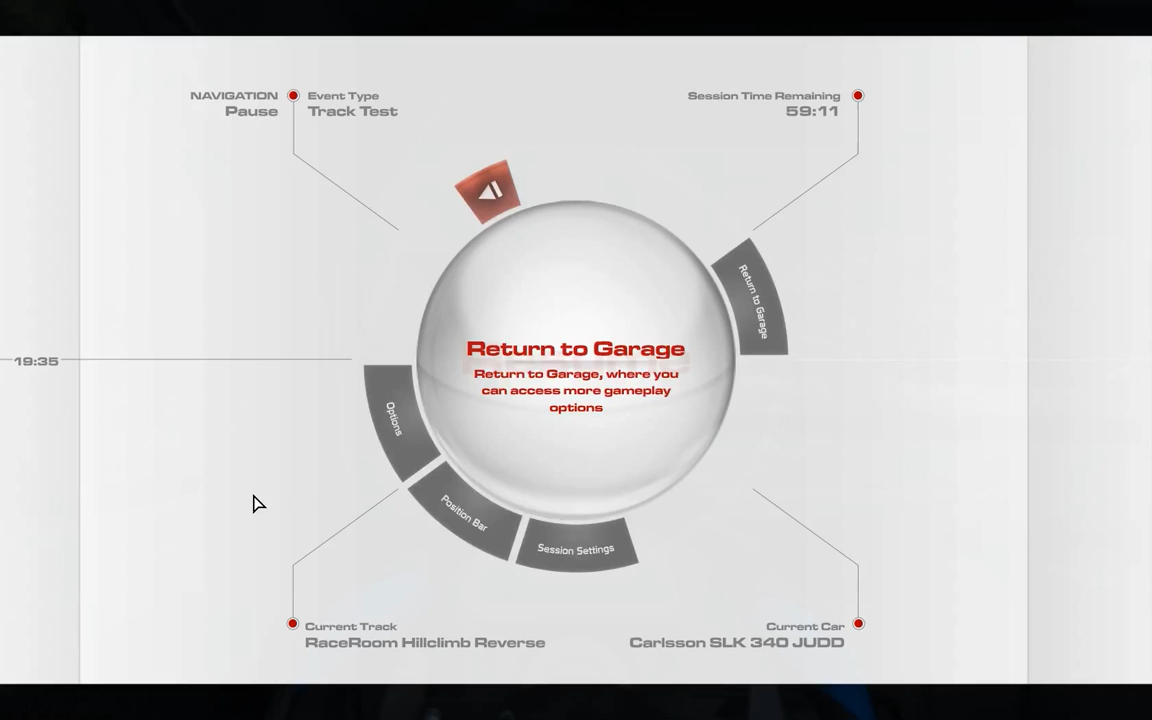 NAVIGATION
Pause
Event Type
Track Test
Session Time Remaining
59:11
Return to Garage
Return to Garage
Return to Garage, where you
can access more gameplay
options
19:35
Options
Position Bar
Session Settings
Current Track
RaceRoom Hillclimb Reverse
Current Car
Carlsson SLK 340 JUDD